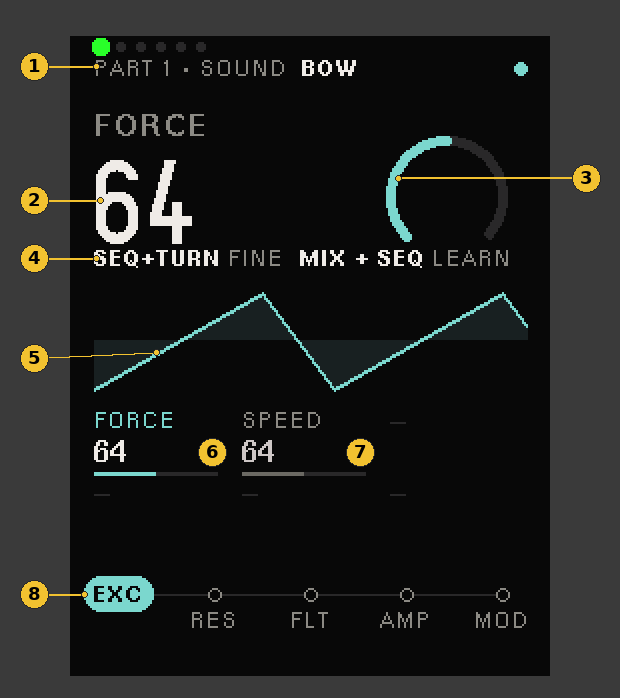 1 PART 1 · SOUND BOW
FORCE
2 64 3
4 SEQ+TURN FINE MIX + SEQ LEARN
5
FORCE SPEED —
64 6 64 7
— — —
8 EXC
RES FLT AMP MOD